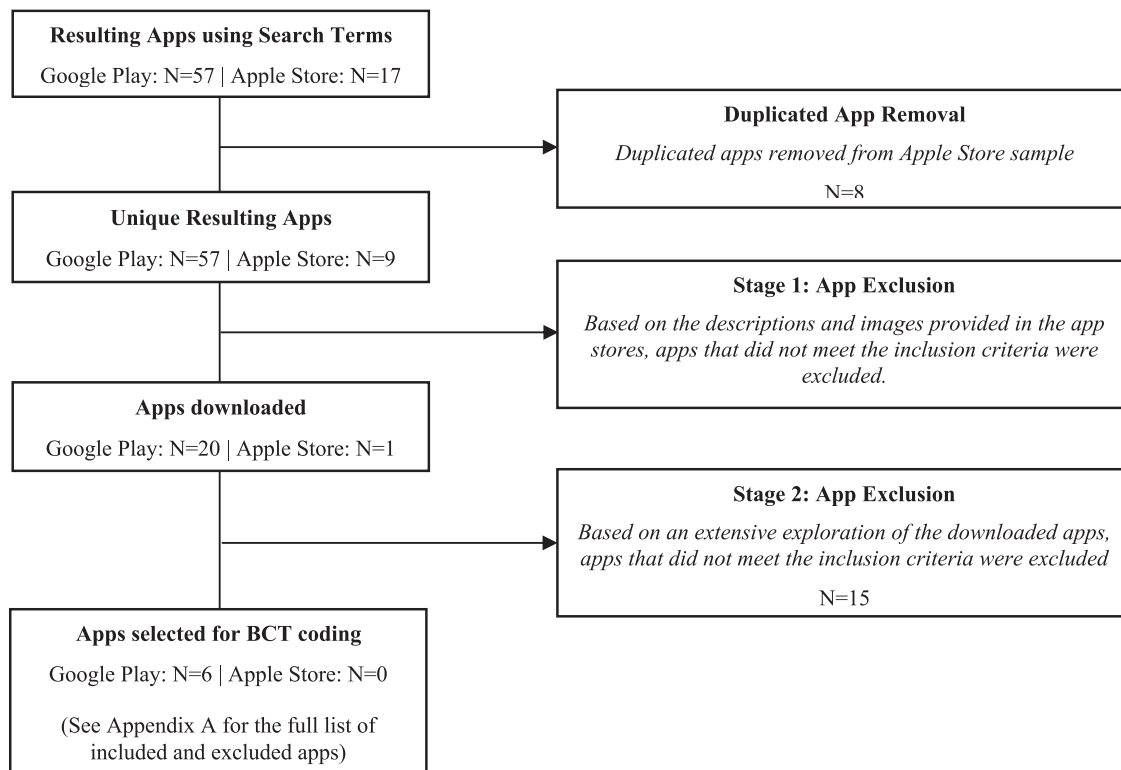 Resulting Apps using Search Terms
Google Play: N=57 | Apple Store: N=17
Duplicated App Removal
Duplicated apps removed from Apple Store sample
N=8
Unique Resulting Apps
Google Play: N=57 | Apple Store: N=9
Stage 1: App Exclusion
Based on the descriptions and images provided in the app
stores, apps that did not meet the inclusion criteria were
excluded.
Apps downloaded
Google Play: N=20 | Apple Store: N=1
Stage 2: App Exclusion
Based on an extensive exploration of the downloaded apps,
apps that did not meet the inclusion criteria were excluded
N=15
Apps selected for BCT coding
Google Play: N=6 | Apple Store: N=0
(See Appendix A for the full list of
included and excluded apps)